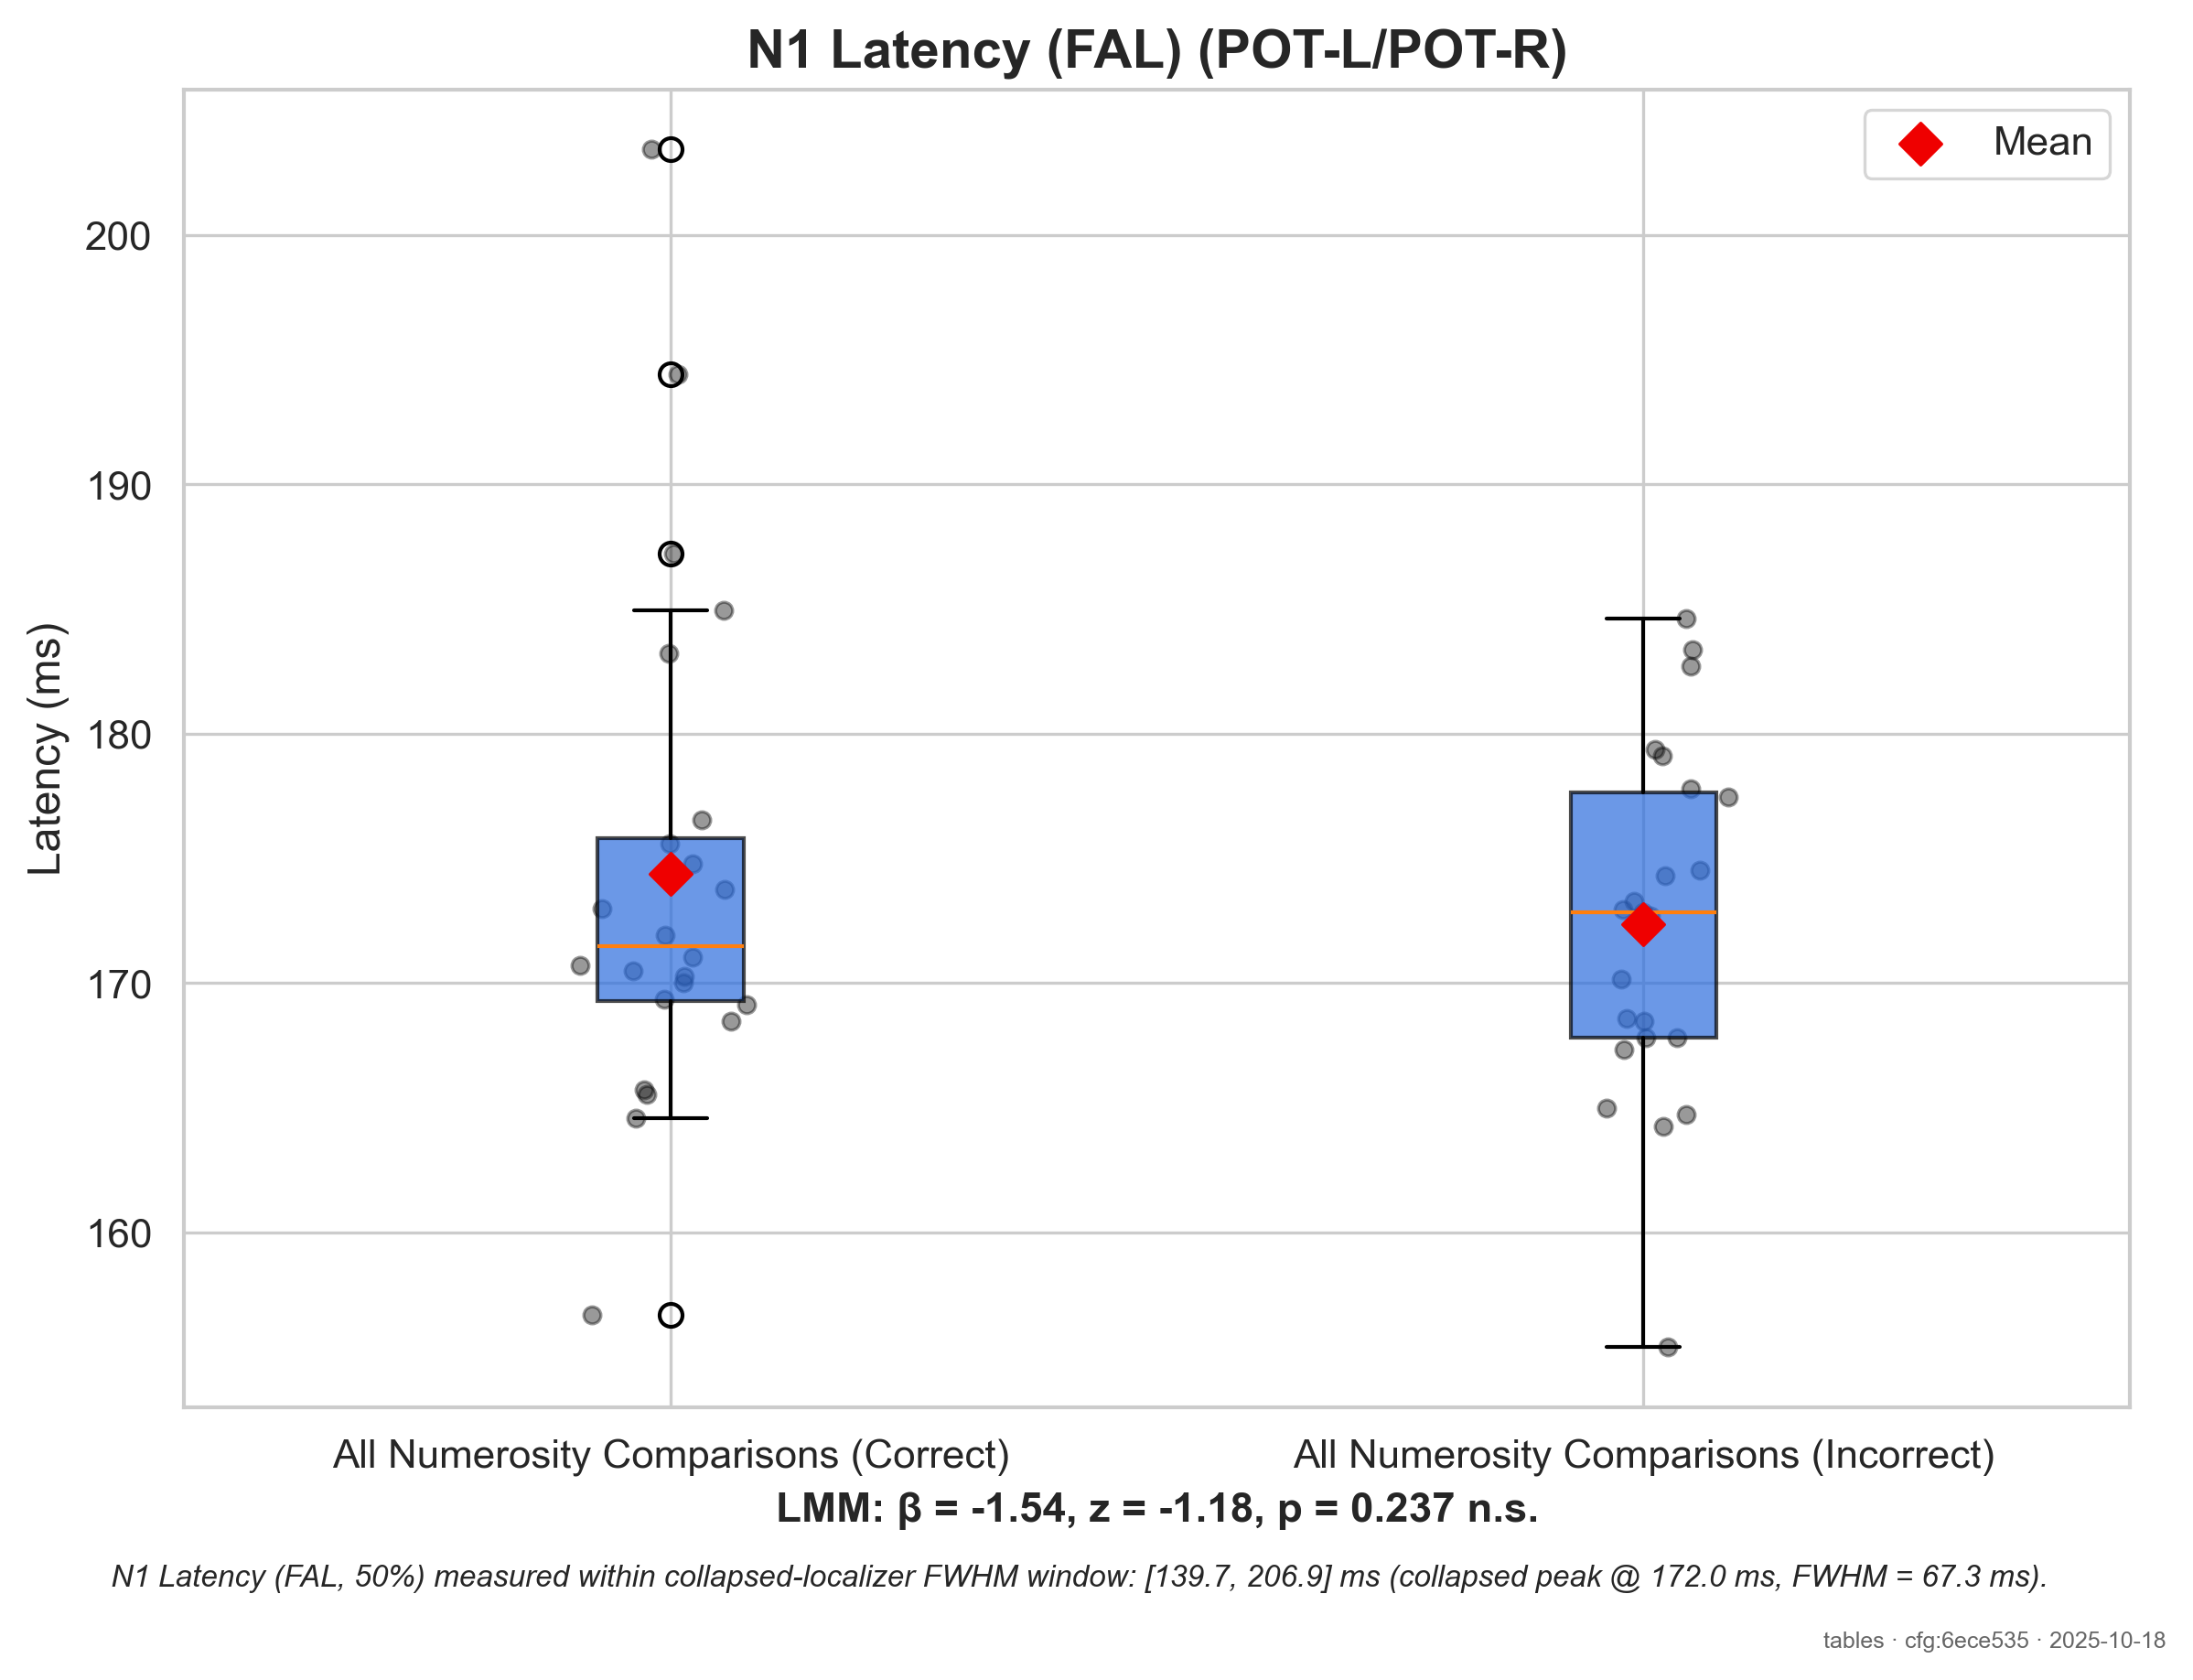 N1 Latency (FAL) (POT-L/POT-R)
Mean
Latency (ms)
200
190
180
170
160
All Numerosity Comparisons (Correct)
All Numerosity Comparisons (Incorrect)
LMM: β = -1.54, z = -1.18, p = 0.237 n.s.
N1 Latency (FAL, 50%) measured within collapsed-localizer FWHM window: [139.7, 206.9] ms (collapsed peak @ 172.0 ms, FWHM = 67.3 ms).
tables · cfg:6ece535 · 2025-10-18